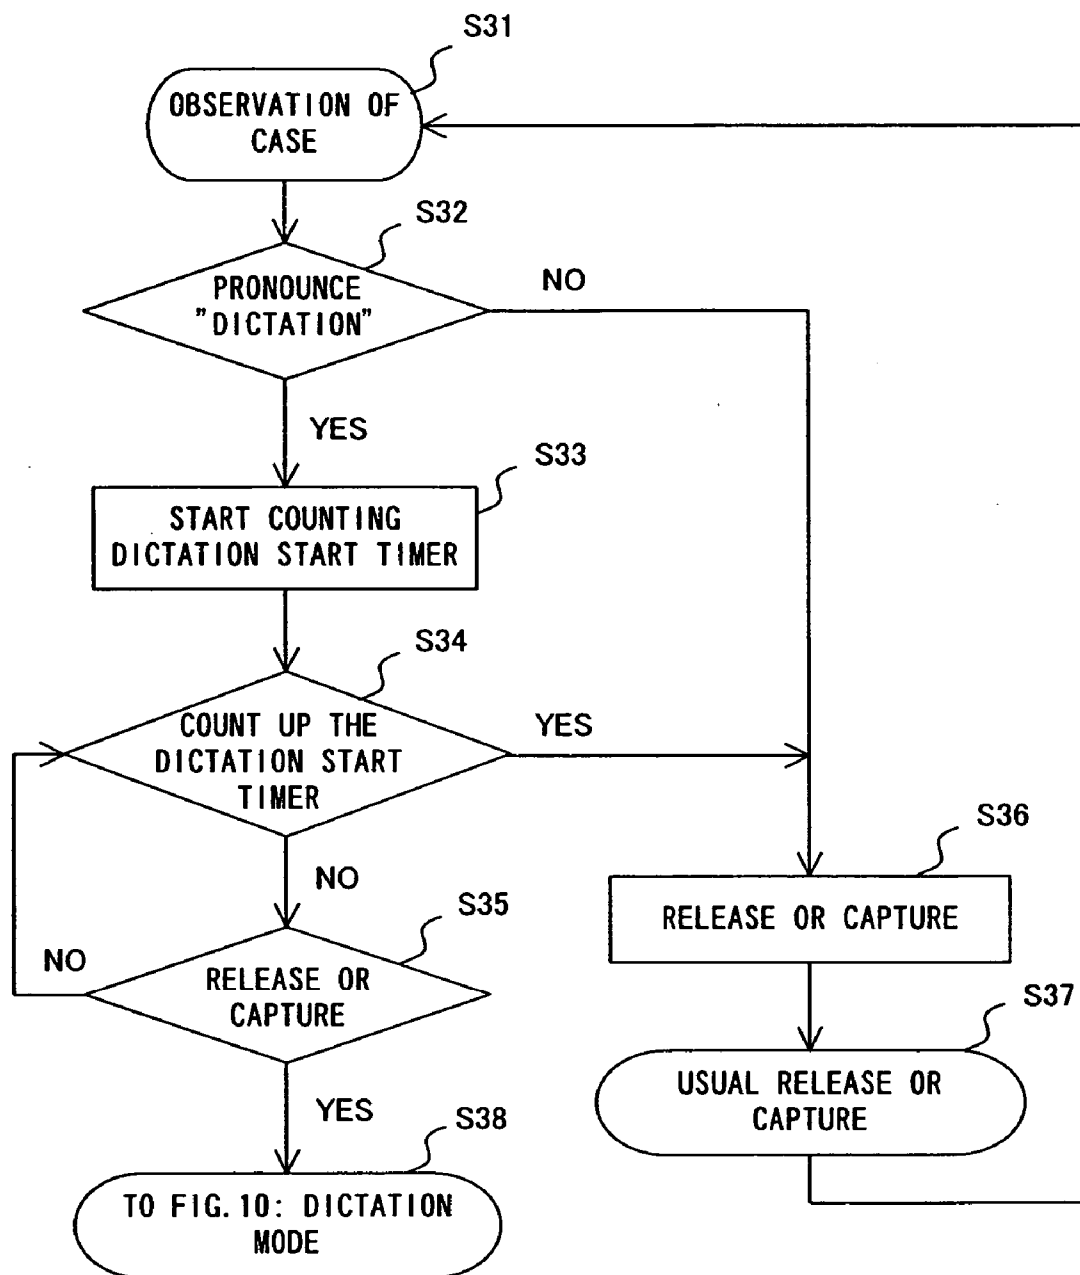 S31
OBSERVATION OF
CASE
S32
PRONOUNCE
"DICTATION"
NO
YES
S33
START COUNTING
DICTATION START TIMER
S34
COUNT UP THE
DICTATION START
TIMER
YES
NO
S35
RELEASE OR
CAPTURE
NO
YES
S36
RELEASE OR CAPTURE
S37
USUAL RELEASE OR
CAPTURE
S38
TO FIG.10: DICTATION
MODE